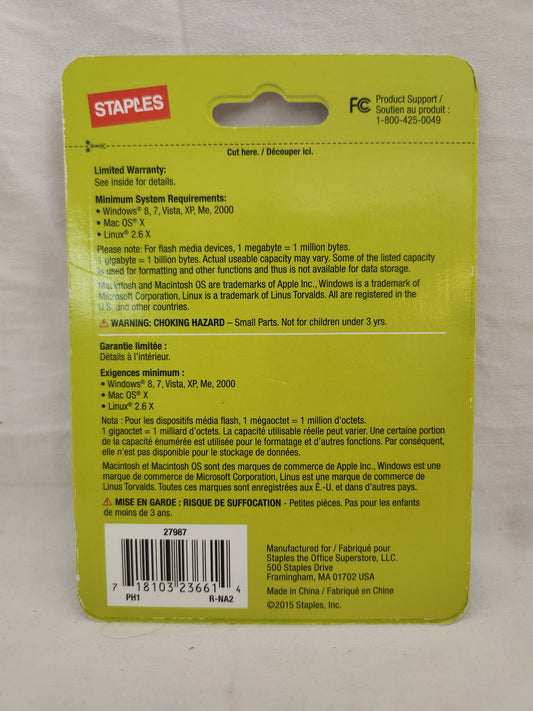 STAPLES
FC Product Support /
Soutien au produit :
1-800-425-0049
Cut here. / Découper ici.
Limited Warranty:
See inside for details.
Minimum System Requirements:
• Windows® 8, 7, Vista, XP, Me, 2000
• Mac OS® X
• Linux® 2.6 X
Please note: For flash media devices, 1 megabyte = 1 million bytes.
1 gigabyte = 1 billion bytes. Actual useable capacity may vary. Some of the listed capacity
is used for formatting and other functions and thus is not available for data storage.
Macintosh and Macintosh OS are trademarks of Apple Inc., Windows is a trademark of
Microsoft Corporation, Linux is a trademark of Linus Torvalds. All are registered in the
U.S. and other countries.
⚠ WARNING: CHOKING HAZARD – Small Parts. Not for children under 3 yrs.
Garantie limitée :
Détails à l'intérieur.
Exigences minimum :
• Windows® 8, 7, Vista, XP, Me, 2000
• Mac OS® X
• Linux® 2.6 X
Nota : Pour les dispositifs média flash, 1 mégaoctet = 1 million d'octets.
1 gigaoctet = 1 milliard d'octets. La capacité utilisable réelle peut varier. Une certaine portion
de la capacité énumérée est utilisée pour le formatage et d'autres fonctions. Par conséquent,
elle n'est pas disponible pour le stockage de données.
Macintosh et Macintosh OS sont des marques de commerce de Apple Inc., Windows est une
marque de commerce de Microsoft Corporation, Linus est une marque de commerce de
Linus Torvalds. Toutes ces marques sont enregistrées aux É.-U. et dans d'autres pays.
⚠ MISE EN GARDE : RISQUE DE SUFFOCATION - Petites pièces. Pas pour les enfants
de moins de 3 ans.
27987
7 18103 23661 4
PH1 R-NA2
Manufactured for / Fabriqué pour
Staples the Office Superstore, LLC.
500 Staples Drive
Framingham, MA 01702 USA
Made in China / Fabriqué en Chine
©2015 Staples, Inc.